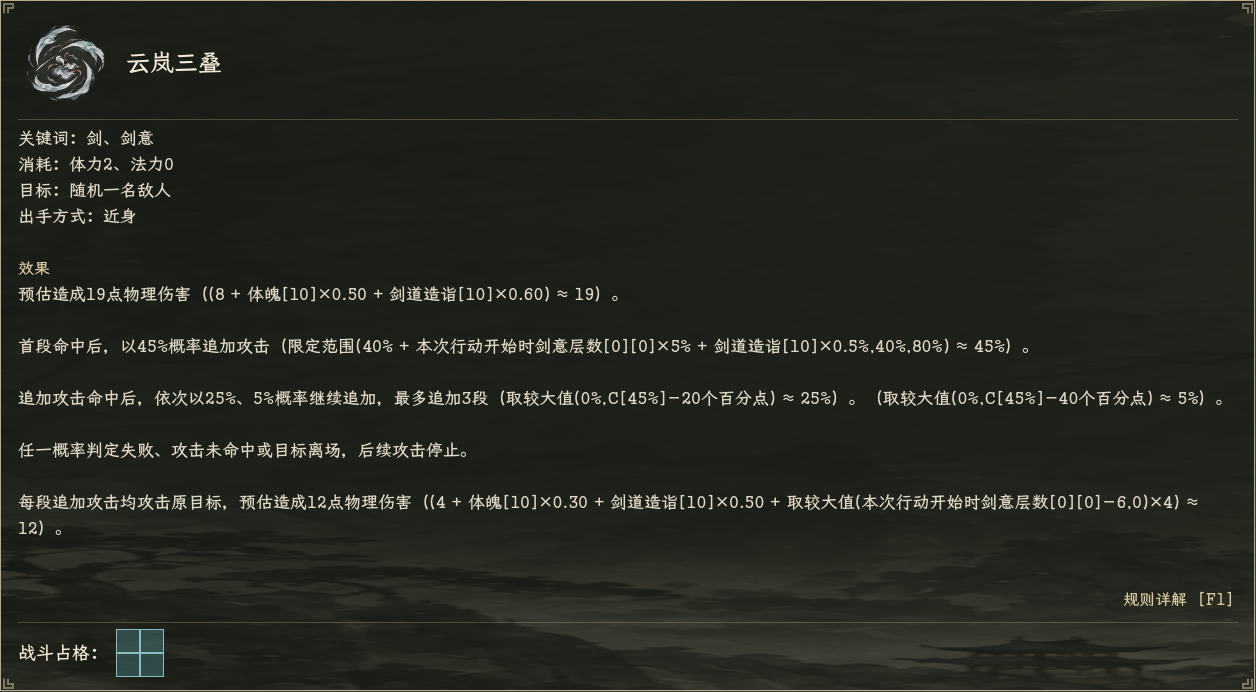 云岚三叠
关键词：剑、剑意
消耗：体力2、法力0
目标：随机一名敌人
出手方式：近身
效果
预估造成19点物理伤害（(8 + 体魄[10]×0.50 + 剑道造诣[10]×0.60) ≈ 19）。
首段命中后，以45%概率追加攻击（限定范围(40% + 本次行动开始时剑意层数[0][0]×5% + 剑道造诣[10]×0.5%,40%,80%) ≈ 45%）。
追加攻击命中后，依次以25%、5%概率继续追加，最多追加3段（取较大值(0%,C[45%]−20个百分点) ≈ 25%）。（取较大值(0%,C[45%]−40个百分点) ≈ 5%）。
任一概率判定失败、攻击未命中或目标离场，后续攻击停止。
每段追加攻击均攻击原目标，预估造成12点物理伤害（(4 + 体魄[10]×0.30 + 剑道造诣[10]×0.50 + 取较大值(本次行动开始时剑意层数[0][0]−6,0)×4) ≈
12）。
规则详解 [F1]
战斗占格：